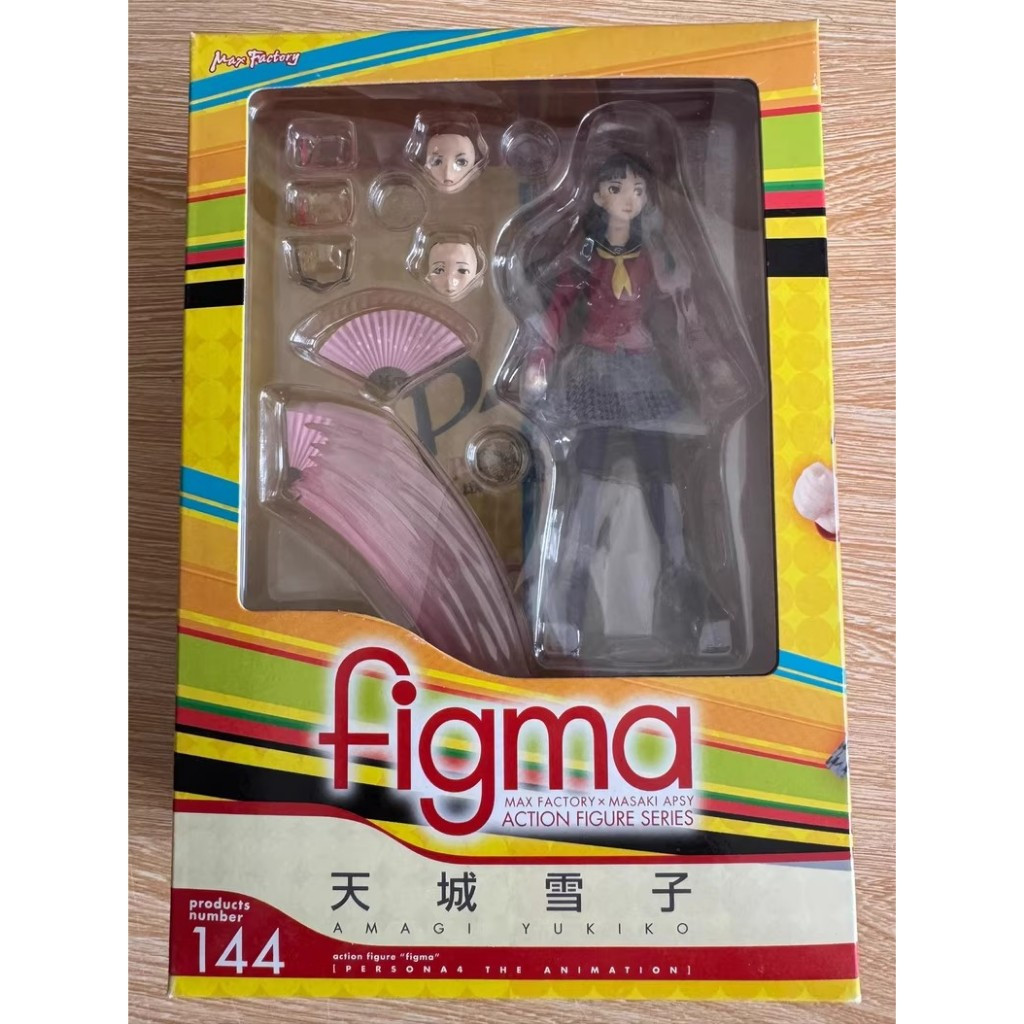 Max Factory
P
figma
MAX FACTORY × MASAKI APSY
ACTION FIGURE SERIES
天城雪子
AMAGI YUKIKO
products
number
144
action figure "figma"
[PERSONA4 THE ANIMATION]